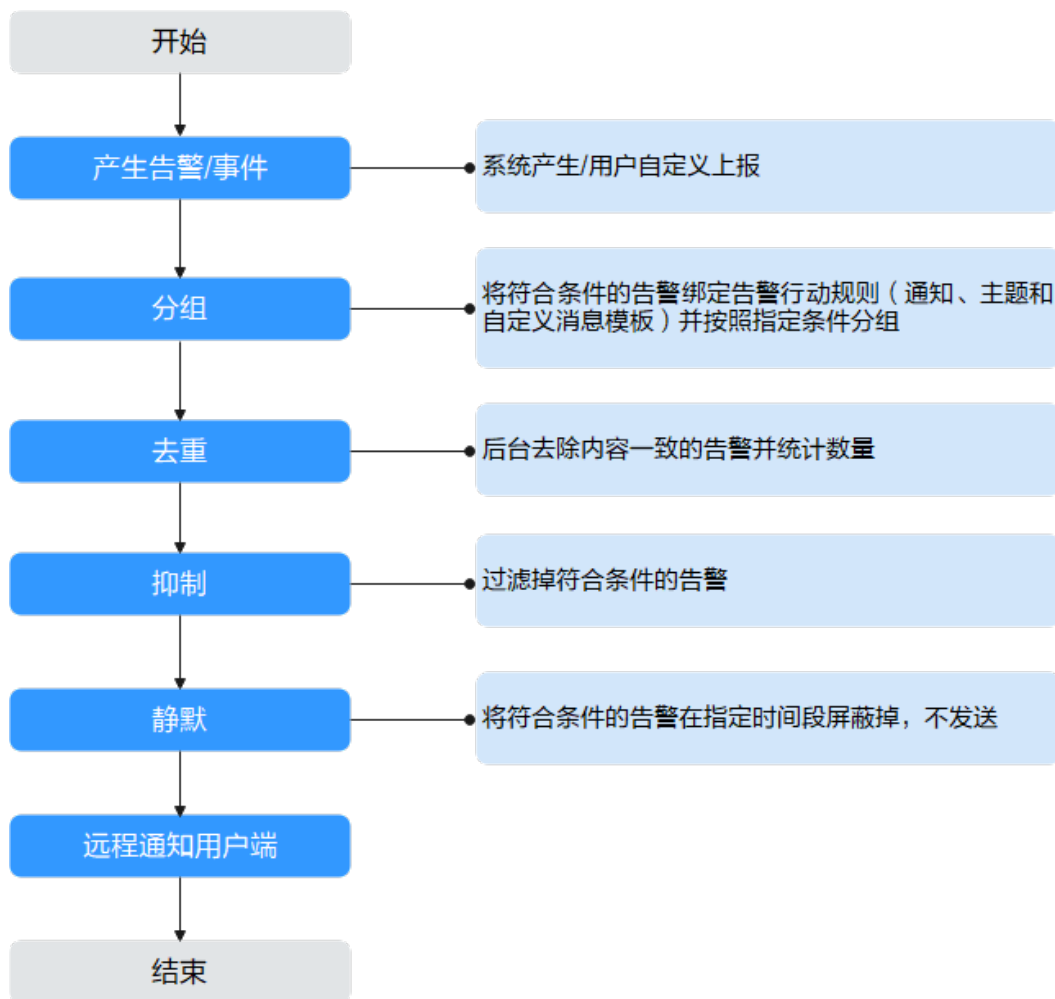 开始
产生告警/事件
系统产生/用户自定义上报
分组
将符合条件的告警绑定告警行动规则（通知、主题和
自定义消息模板）并按照指定条件分组
去重
后台去除内容一致的告警并统计数量
抑制
过滤掉符合条件的告警
静默
将符合条件的告警在指定时间段屏蔽掉，不发送
远程通知用户端
结束